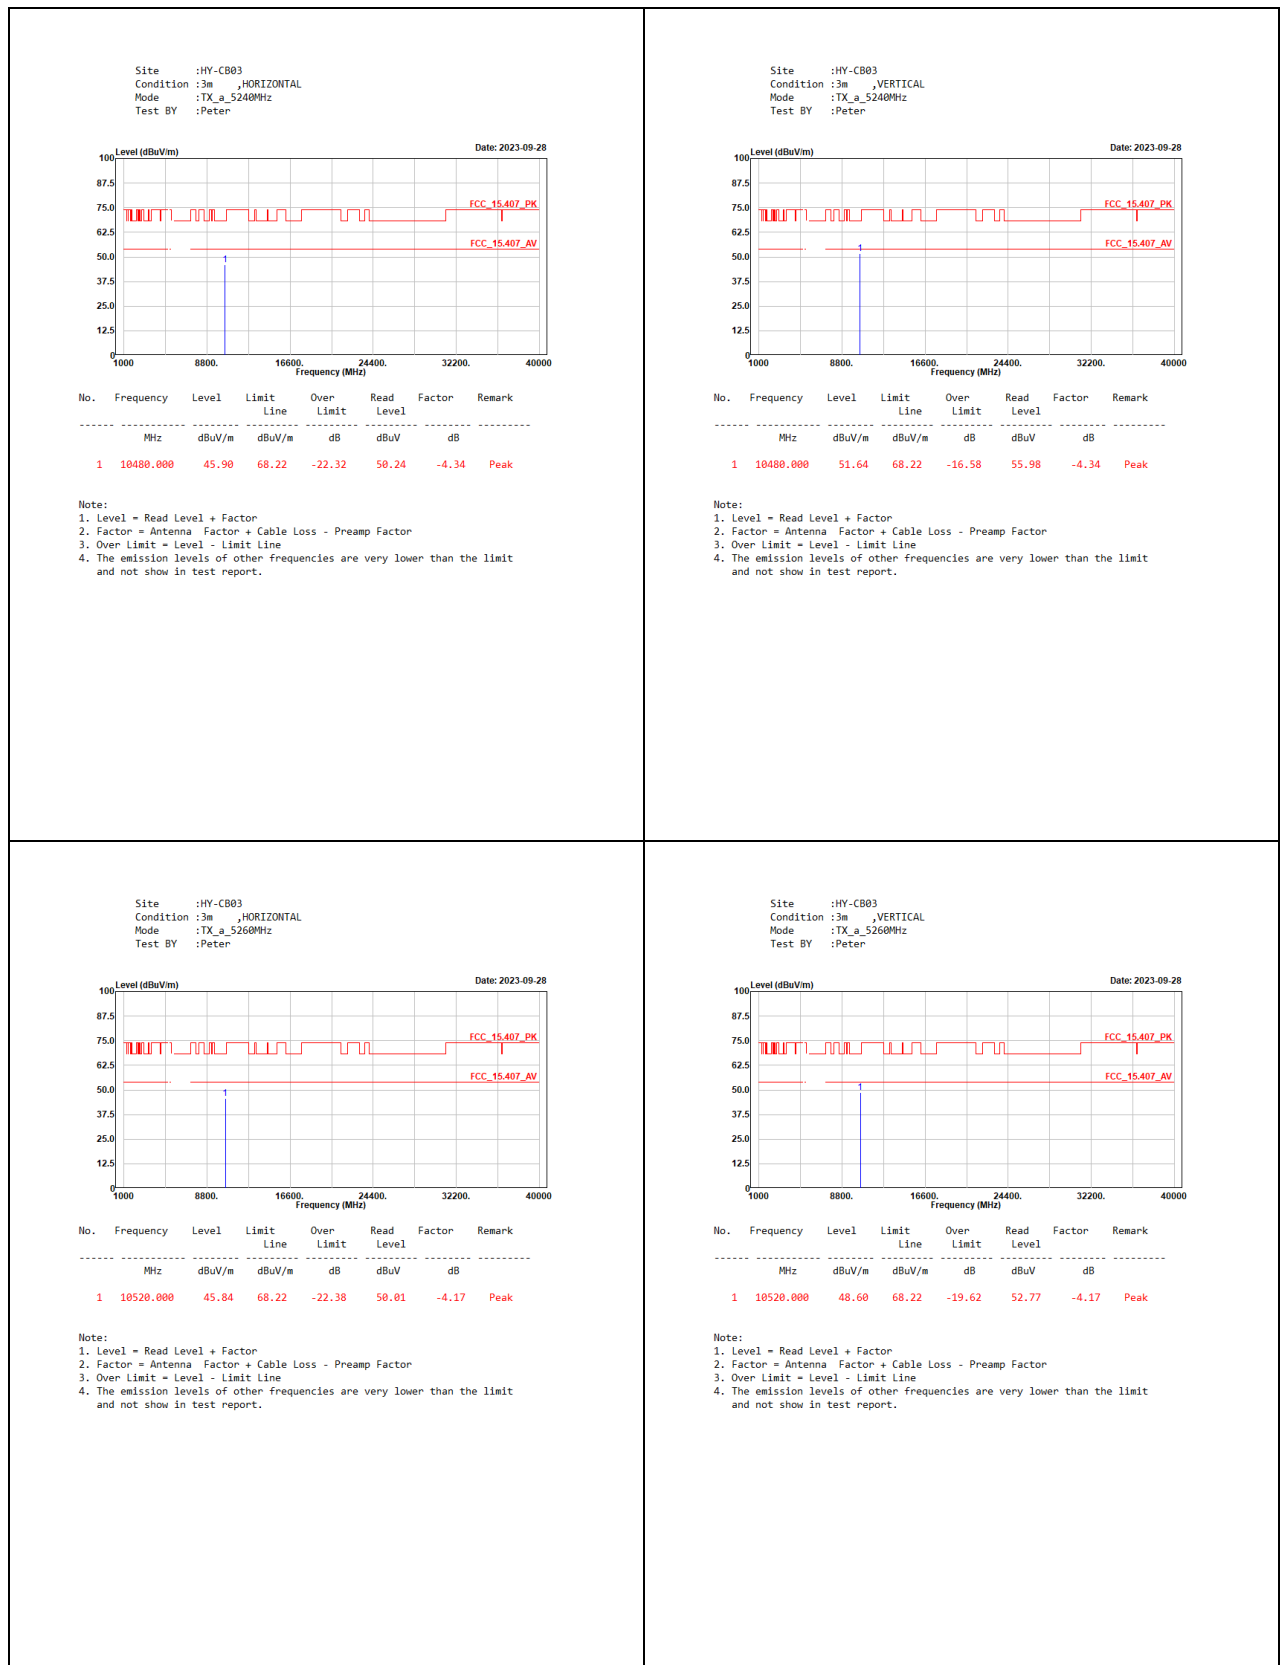 Site      :HY-CB03
Condition :3m    ,HORIZONTAL
Mode      :TX_a_5240MHz
Test BY   :Peter
Level (dBuV/m)
Date: 2023-09-28
100
87.5
75.0
62.5
50.0
37.5
25.0
12.5
0
FCC_15.407_PK
FCC_15.407_AV
1
1000 8800. 16600. 24400. 32200. 40000
Frequency (MHz)
No. Frequency Level Limit Over Read Factor Remark
Line Limit Level
------ ----------- -------- -------- --------- --------- -------- ---------
MHz dBuV/m dBuV/m dB dBuV dB
1 10480.000 45.90 68.22 -22.32 50.24 -4.34 Peak
Note:
1. Level = Read Level + Factor
2. Factor = Antenna  Factor + Cable Loss - Preamp Factor
3. Over Limit = Level - Limit Line
4. The emission levels of other frequencies are very lower than the limit
and not show in test report.
Site      :HY-CB03
Condition :3m    ,VERTICAL
Mode      :TX_a_5240MHz
Test BY   :Peter
Level (dBuV/m)
Date: 2023-09-28
100
87.5
75.0
62.5
50.0
37.5
25.0
12.5
0
FCC_15.407_PK
FCC_15.407_AV
1
1000 8800. 16600. 24400. 32200. 40000
Frequency (MHz)
No. Frequency Level Limit Over Read Factor Remark
Line Limit Level
------ ----------- -------- -------- --------- --------- -------- ---------
MHz dBuV/m dBuV/m dB dBuV dB
1 10480.000 51.64 68.22 -16.58 55.98 -4.34 Peak
Note:
1. Level = Read Level + Factor
2. Factor = Antenna  Factor + Cable Loss - Preamp Factor
3. Over Limit = Level - Limit Line
4. The emission levels of other frequencies are very lower than the limit
and not show in test report.
Site      :HY-CB03
Condition :3m    ,HORIZONTAL
Mode      :TX_a_5260MHz
Test BY   :Peter
Level (dBuV/m)
Date: 2023-09-28
100
87.5
75.0
62.5
50.0
37.5
25.0
12.5
0
FCC_15.407_PK
FCC_15.407_AV
1
1000 8800. 16600. 24400. 32200. 40000
Frequency (MHz)
No. Frequency Level Limit Over Read Factor Remark
Line Limit Level
------ ----------- -------- -------- --------- --------- -------- ---------
MHz dBuV/m dBuV/m dB dBuV dB
1 10520.000 45.84 68.22 -22.38 50.01 -4.17 Peak
Note:
1. Level = Read Level + Factor
2. Factor = Antenna  Factor + Cable Loss - Preamp Factor
3. Over Limit = Level - Limit Line
4. The emission levels of other frequencies are very lower than the limit
and not show in test report.
Site      :HY-CB03
Condition :3m    ,VERTICAL
Mode      :TX_a_5260MHz
Test BY   :Peter
Level (dBuV/m)
Date: 2023-09-28
100
87.5
75.0
62.5
50.0
37.5
25.0
12.5
0
FCC_15.407_PK
FCC_15.407_AV
1
1000 8800. 16600. 24400. 32200. 40000
Frequency (MHz)
No. Frequency Level Limit Over Read Factor Remark
Line Limit Level
------ ----------- -------- -------- --------- --------- -------- ---------
MHz dBuV/m dBuV/m dB dBuV dB
1 10520.000 48.60 68.22 -19.62 52.77 -4.17 Peak
Note:
1. Level = Read Level + Factor
2. Factor = Antenna  Factor + Cable Loss - Preamp Factor
3. Over Limit = Level - Limit Line
4. The emission levels of other frequencies are very lower than the limit
and not show in test report.